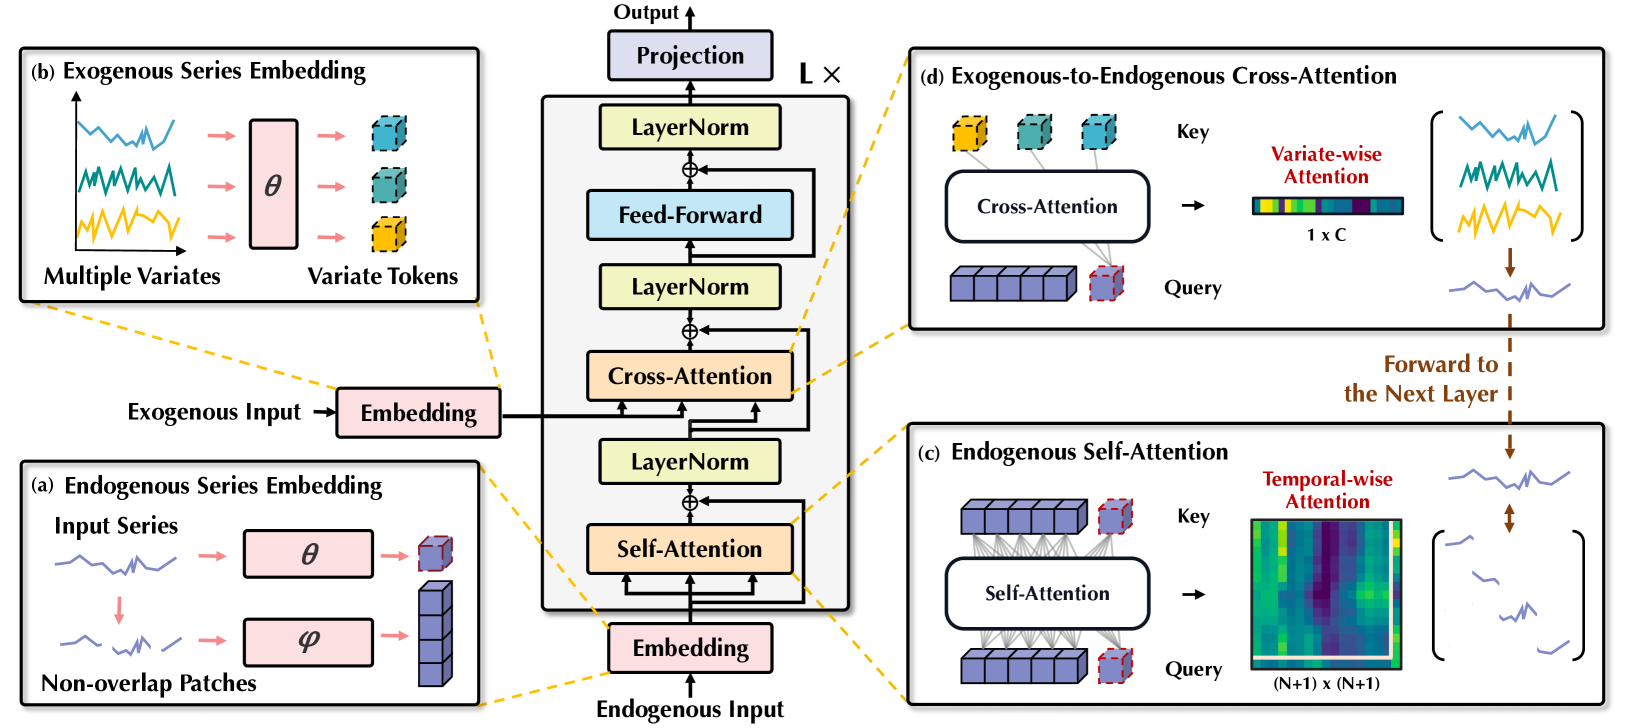 Output
Projection
L ×
LayerNorm
Feed-Forward
LayerNorm
Cross-Attention
LayerNorm
Self-Attention
Embedding
Endogenous Input
Exogenous Input
Embedding
(b) Exogenous Series Embedding
θ
Multiple Variates
Variate Tokens
(a) Endogenous Series Embedding
Input Series
θ
φ
Non-overlap Patches
(d) Exogenous-to-Endogenous Cross-Attention
Key
Cross-Attention
Query
Variate-wise
Attention
1 x C
Forward to
the Next Layer
(c) Endogenous Self-Attention
Key
Self-Attention
Query
Temporal-wise
Attention
(N+1) x (N+1)